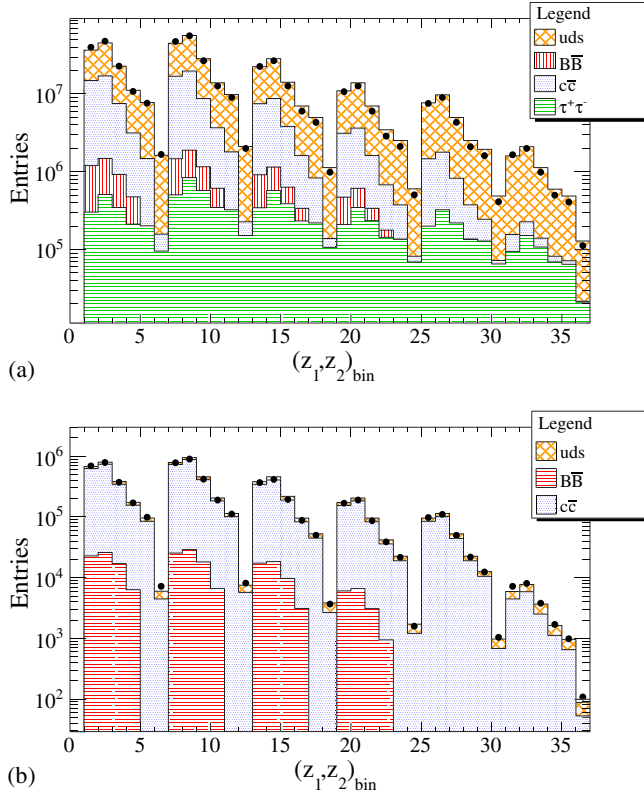 Legend
uds
BB̅
cc̅
τ⁺τ⁻
10⁷
10⁶
10⁵
Entries
0 5 10 15 20 25 30 35
(z₁,z₂)bin
(a)
Legend
uds
BB̅
cc̅
10⁶
10⁵
10⁴
10³
10²
Entries
0 5 10 15 20 25 30 35
(z₁,z₂)bin
(b)